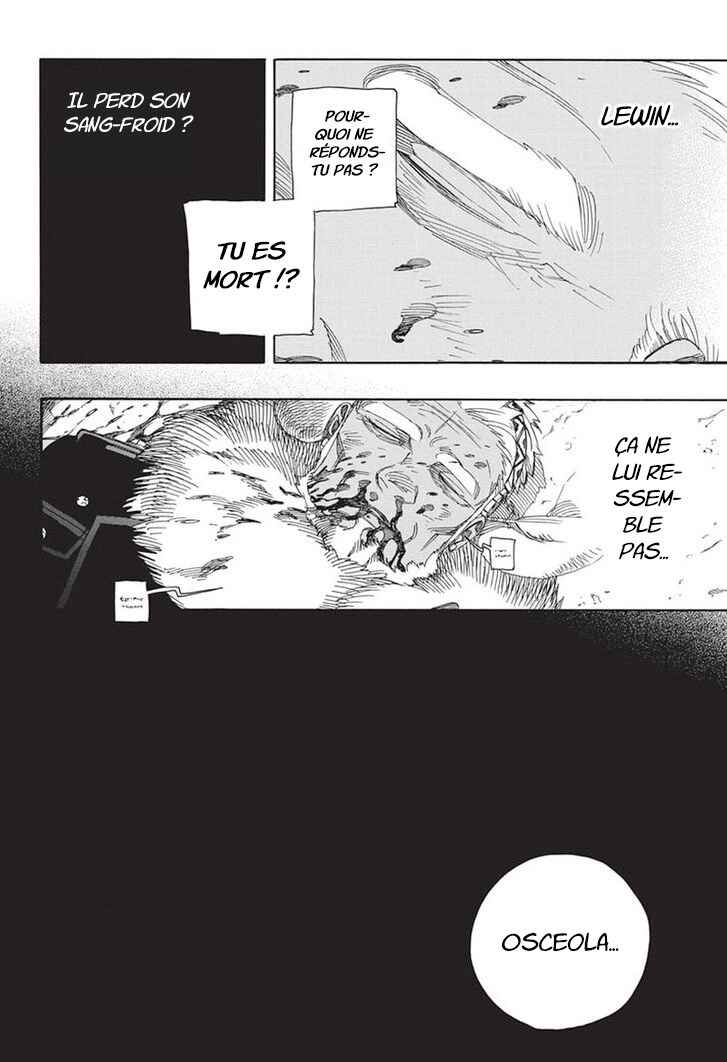 LEWIN...
POUR-
QUOI NE
RÉPONDS-
TU PAS ?
TU ES
MORT !?
IL PERD SON
SANG-FROID ?
ÇA NE
LUI RE-
SSEM-
BLE
PAS...
OSCEOLA...